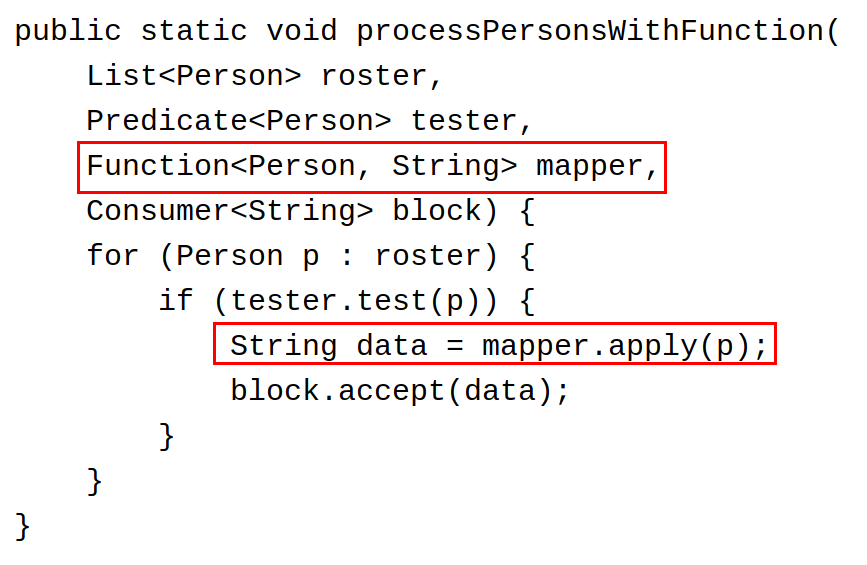 public static void processPersonsWithFunction(
    List<Person> roster,
    Predicate<Person> tester,
    Function<Person, String> mapper,
    Consumer<String> block) {
    for (Person p : roster) {
        if (tester.test(p)) {
            String data = mapper.apply(p);
            block.accept(data);
        }
    }
}